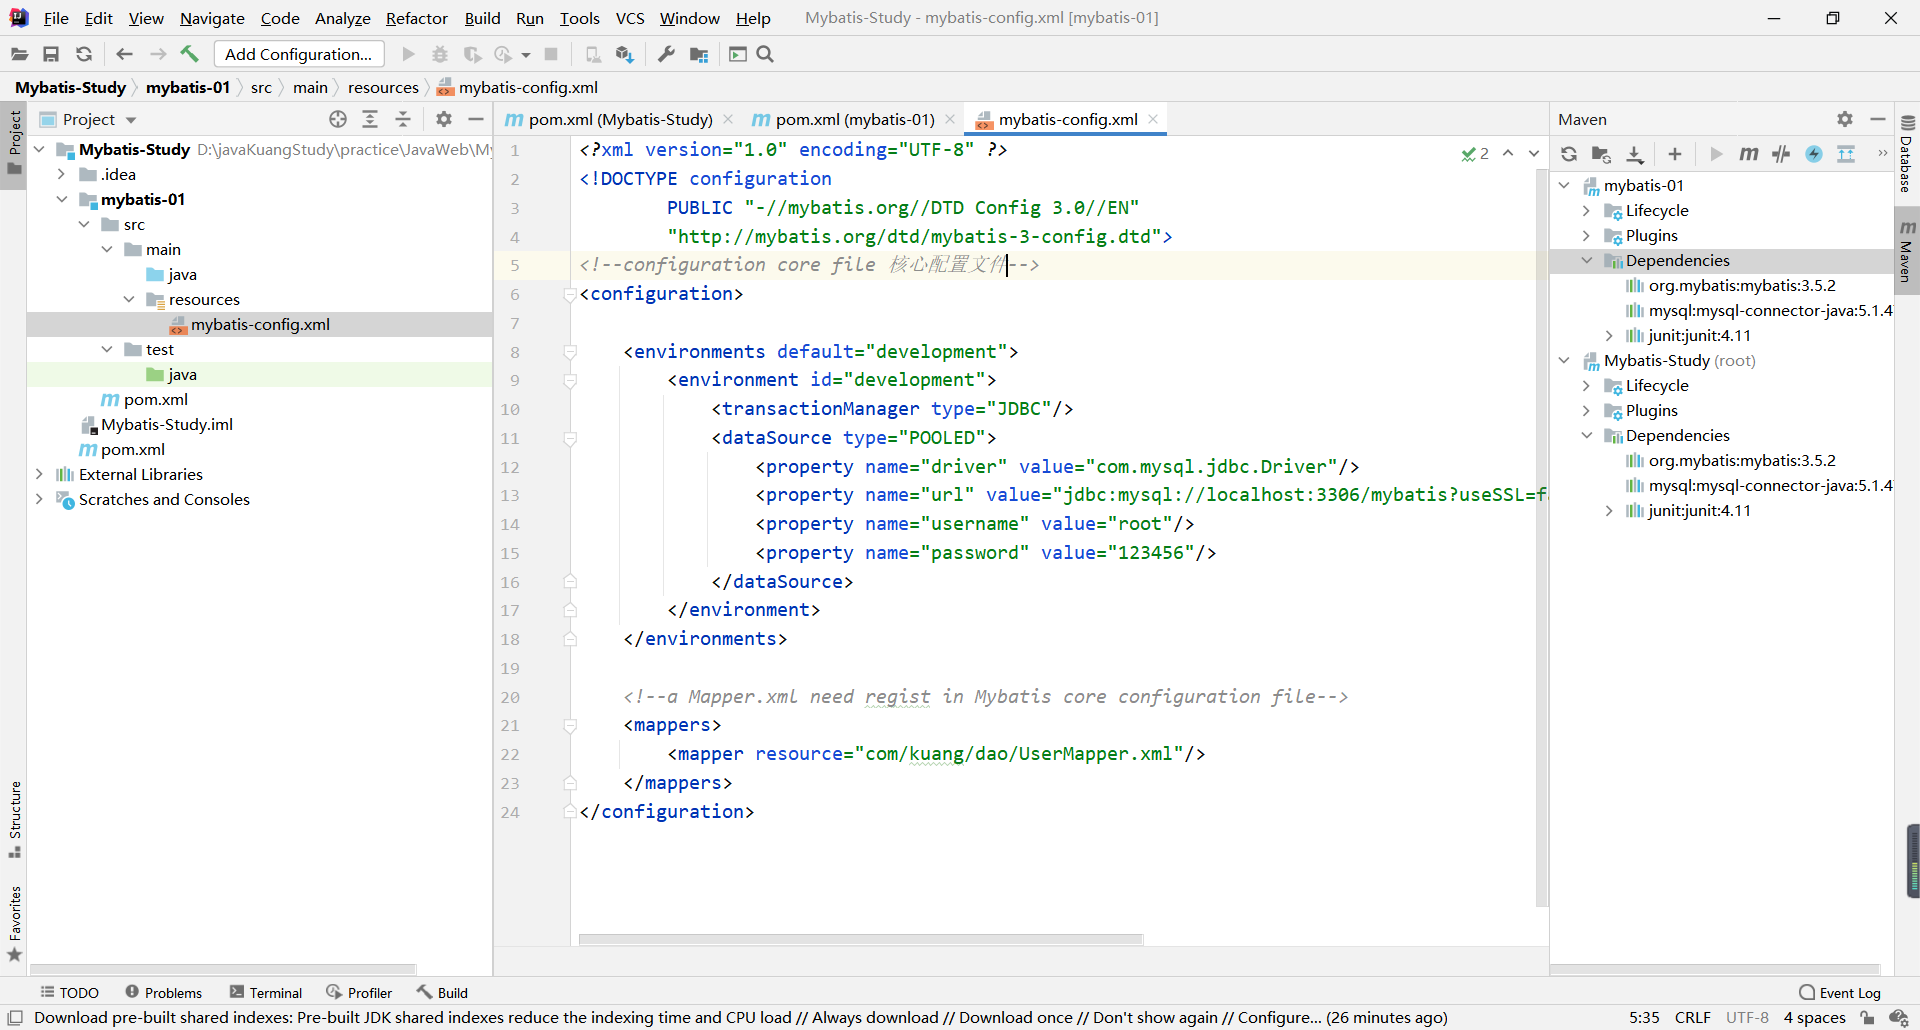 File Edit View Navigate Code Analyze Refactor Build Run Tools VCS Window Help Mybatis-Study - mybatis-config.xml [mybatis-01]
Add Configuration...
Mybatis-Study mybatis-01 src main resources mybatis-config.xml
Project
Project
Mybatis-Study D:\javaKuangStudy\practice\JavaWeb\My
.idea
mybatis-01
src
main
java
resources
mybatis-config.xml
test
java
pom.xml
Mybatis-Study.iml
pom.xml
External Libraries
Scratches and Consoles
Structure
Favorites
pom.xml (Mybatis-Study) pom.xml (mybatis-01) mybatis-config.xml
2
1 <?xml version="1.0" encoding="UTF-8" ?>
2 <!DOCTYPE configuration
3 PUBLIC "-//mybatis.org//DTD Config 3.0//EN"
4 "http://mybatis.org/dtd/mybatis-3-config.dtd">
5 <!--configuration core file 核心配置文件-->
6 <configuration>
7
8 <environments default="development">
9 <environment id="development">
10 <transactionManager type="JDBC"/>
11 <dataSource type="POOLED">
12 <property name="driver" value="com.mysql.jdbc.Driver"/>
13 <property name="url" value="jdbc:mysql://localhost:3306/mybatis?useSSL=f
14 <property name="username" value="root"/>
15 <property name="password" value="123456"/>
16 </dataSource>
17 </environment>
18 </environments>
19
20 <!--a Mapper.xml need regist in Mybatis core configuration file-->
21 <mappers>
22 <mapper resource="com/kuang/dao/UserMapper.xml"/>
23 </mappers>
24 </configuration>
Maven
mybatis-01
Lifecycle
Plugins
Dependencies
org.mybatis:mybatis:3.5.2
mysql:mysql-connector-java:5.1.4
junit:junit:4.11
Mybatis-Study (root)
Lifecycle
Plugins
Dependencies
org.mybatis:mybatis:3.5.2
mysql:mysql-connector-java:5.1.4
junit:junit:4.11
Database
Maven
TODO Problems Terminal Profiler Build Event Log
Download pre-built shared indexes: Pre-built JDK shared indexes reduce the indexing time and CPU load // Always download // Download once // Don't show again // Configure... (26 minutes ago) 5:35 CRLF UTF-8 4 spaces